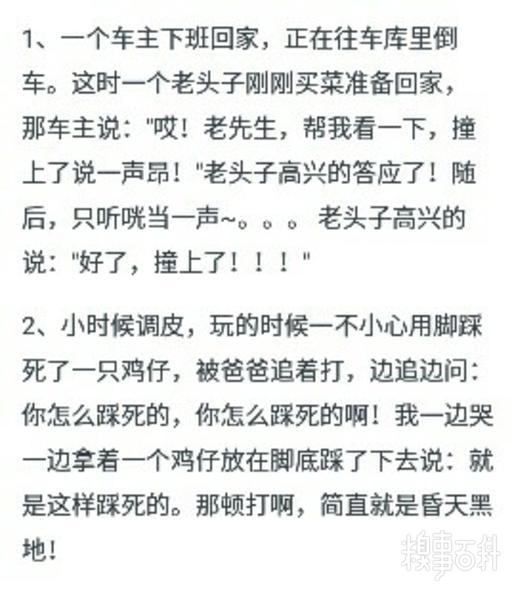 1、一个车主下班回家，正在往车库里倒
车。这时一个老头子刚刚买菜准备回家，
那车主说："哎！老先生，帮我看一下，撞
上了说一声昂！"老头子高兴的答应了！随
后，只听咣当一声~。。。 老头子高兴的
说："好了，撞上了！！！"
2、小时候调皮，玩的时候一不小心用脚踩
死了一只鸡仔，被爸爸追着打，边追边问：
你怎么踩死的，你怎么踩死的啊！我一边哭
一边拿着一个鸡仔放在脚底踩了下去说：就
是这样踩死的。那顿打啊，简直就是昏天黑
地！
糗事百科